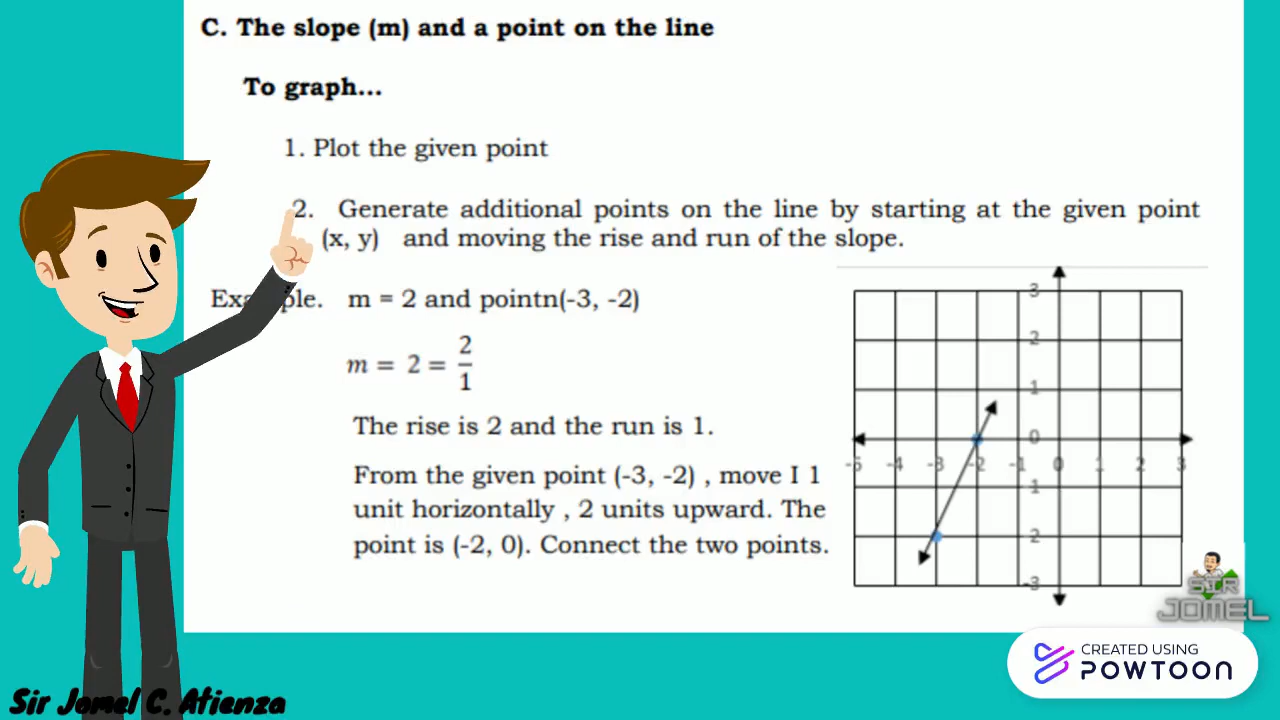 C. The slope (m) and a point on the line
To graph...
1. Plot the given point
2. Generate additional points on the line by starting at the given point
(x, y) and moving the rise and run of the slope.
Example. m = 2 and pointn(-3, -2)
m = 2 = 2/1
The rise is 2 and the run is 1.
From the given point (-3, -2) , move I 1
unit horizontally , 2 units upward. The
point is (-2, 0). Connect the two points.
3
2
1
0
-5 -4 -3 -2 -1 0 1 2 3
-1
-2
-3
SIR
JOMEL
CREATED USING
POWTOON
Sir Jomel C. Atienza